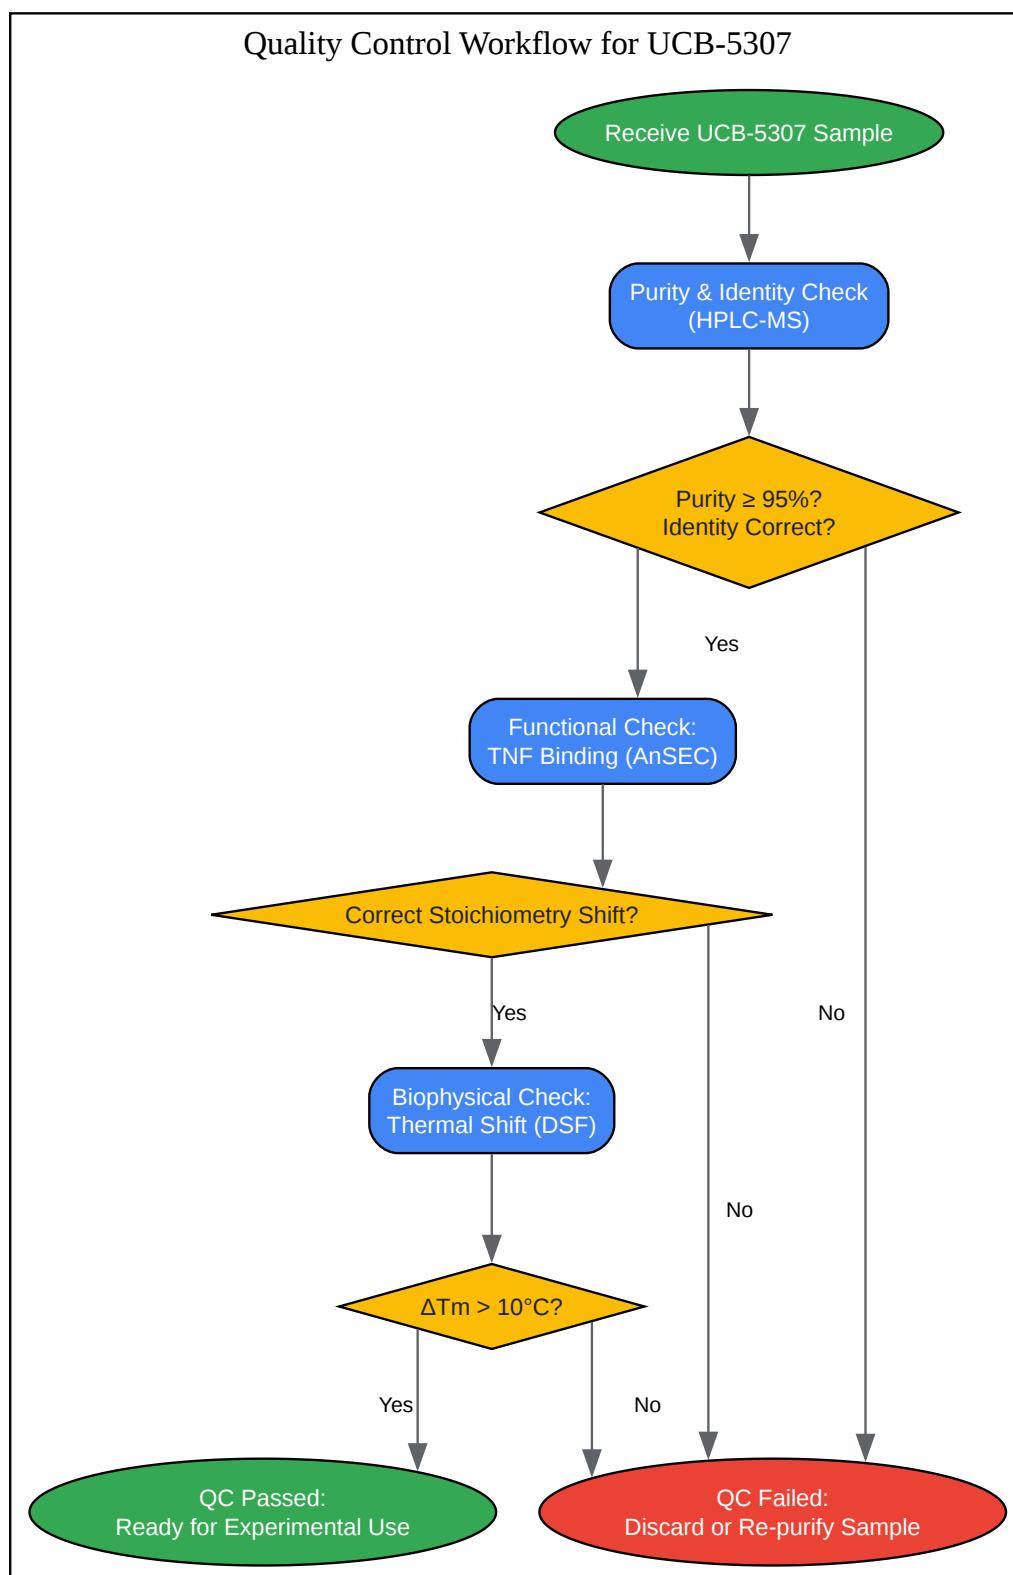 Quality Control Workflow for UCB-5307
Receive UCB-5307 Sample
Purity & Identity Check
(HPLC-MS)
Purity ≥ 95%?
Identity Correct?
Yes
Functional Check:
TNF Binding (AnSEC)
Correct Stoichiometry Shift?
Yes
No
Biophysical Check:
Thermal Shift (DSF)
No
ΔTm > 10°C?
Yes
No
QC Passed:
Ready for Experimental Use
QC Failed:
Discard or Re-purify Sample